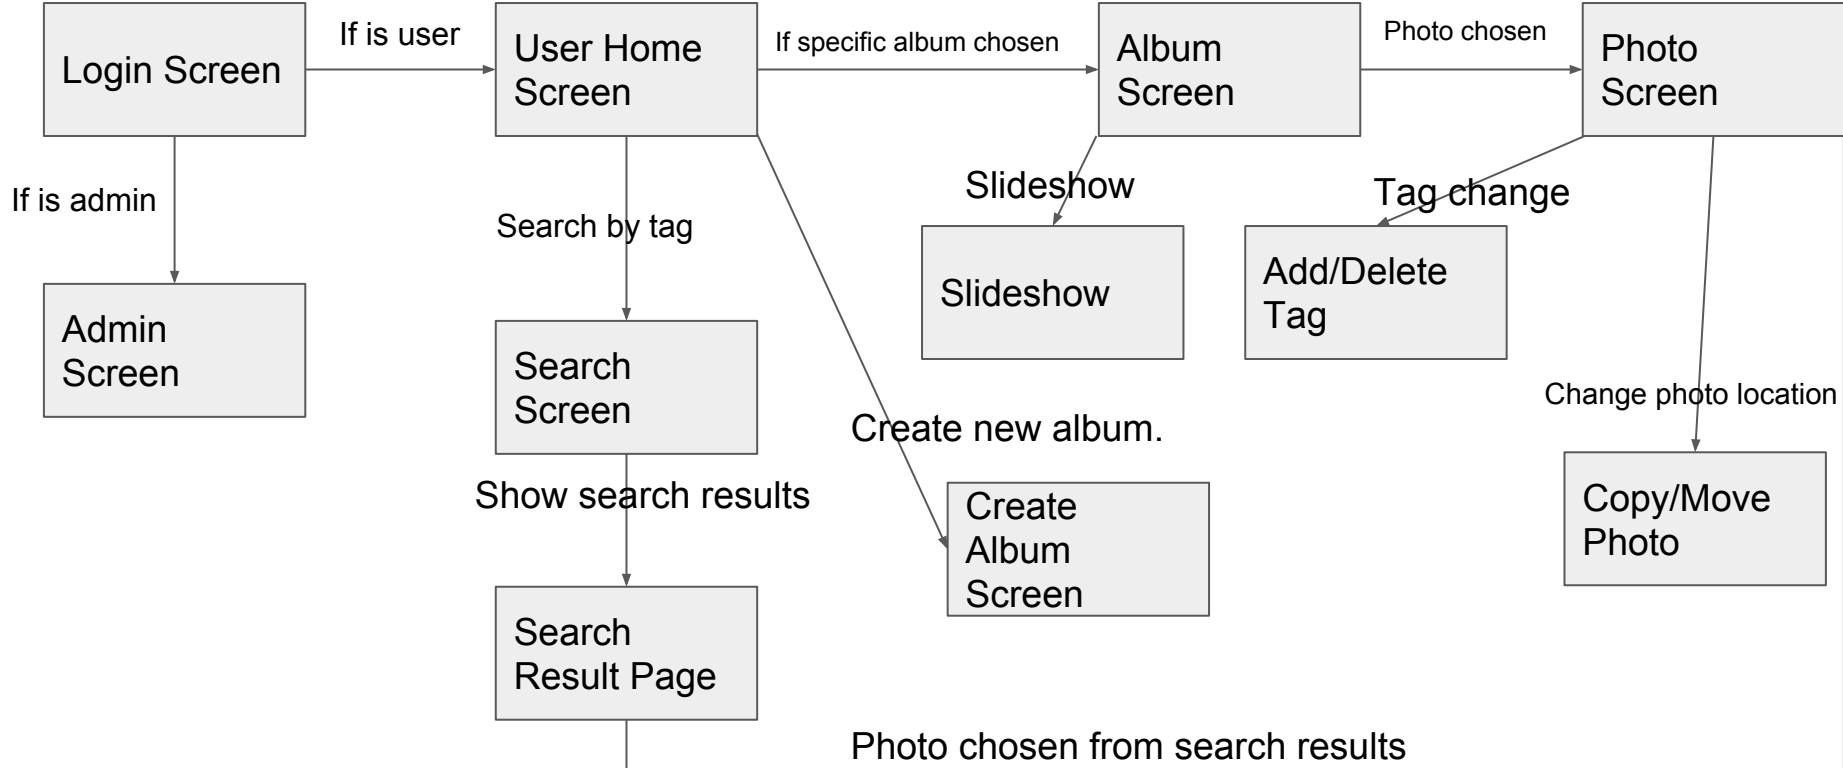 Login Screen
If is user
User Home
Screen
If specific album chosen
Album
Screen
Photo chosen
Photo
Screen
If is admin
Search by tag
Slideshow
Tag change
Admin
Screen
Search
Screen
Slideshow
Add/Delete
Tag
Create new album.
Change photo location
Show search results
Create
Album
Screen
Copy/Move
Photo
Search
Result Page
Photo chosen from search results